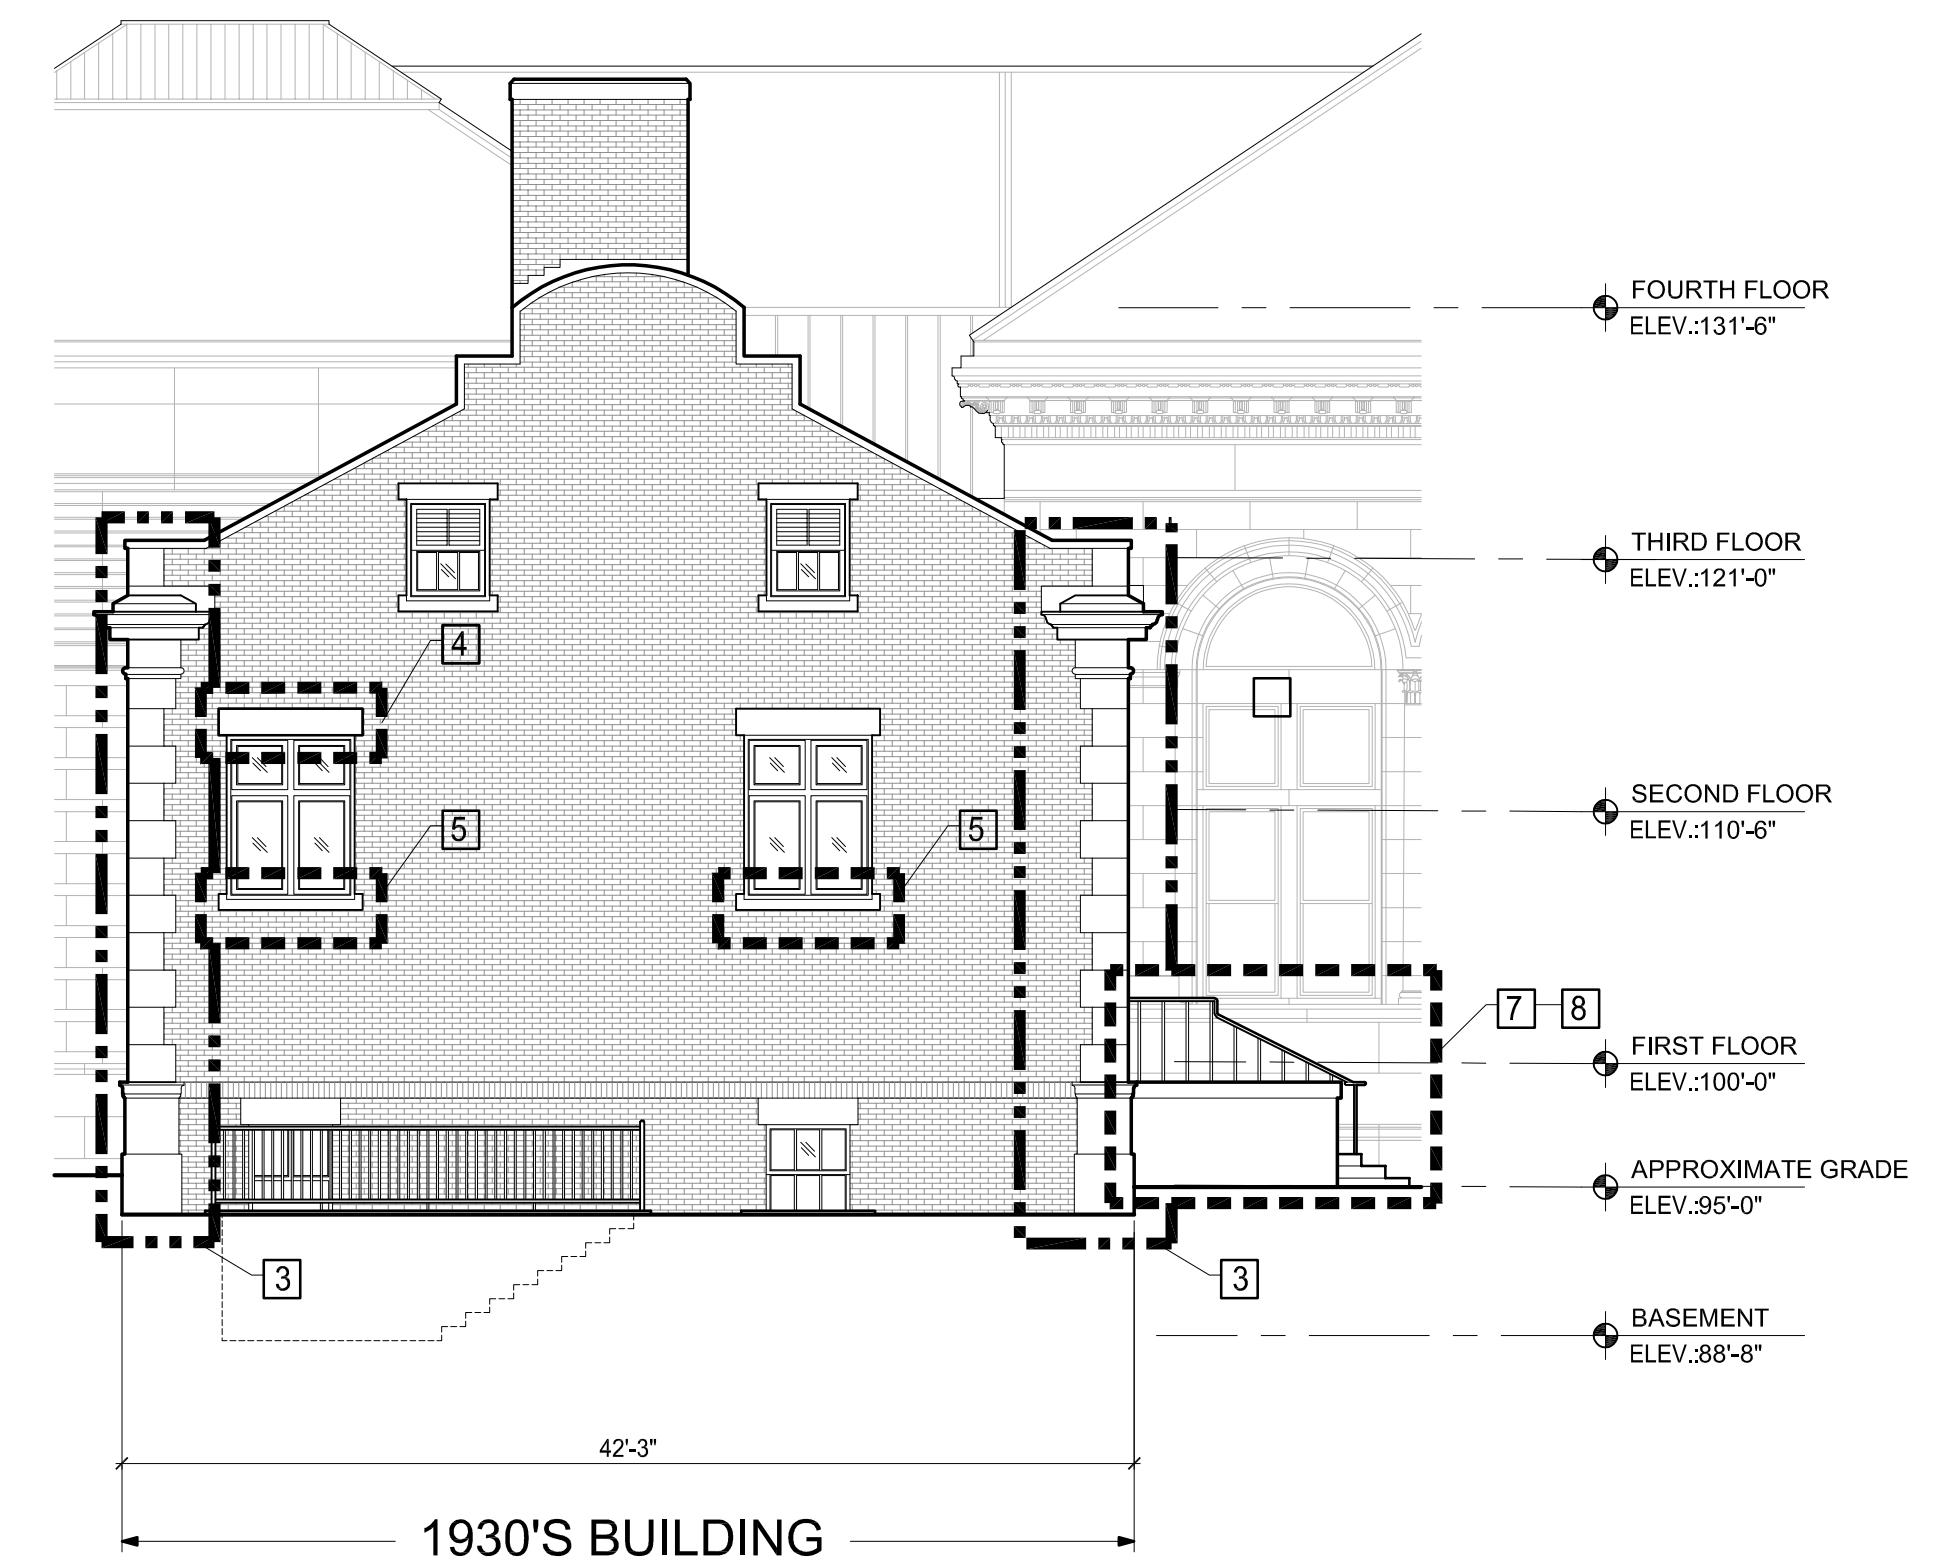 FOURTH FLOOR
ELEV.:131'-6"
THIRD FLOOR
ELEV.:121'-0"
4
SECOND FLOOR
ELEV.:110'-6"
5
5
7
8
FIRST FLOOR
ELEV.:100'-0"
APPROXIMATE GRADE
ELEV.:95'-0"
3
3
BASEMENT
ELEV.:88'-8"
42'-3"
1930'S BUILDING